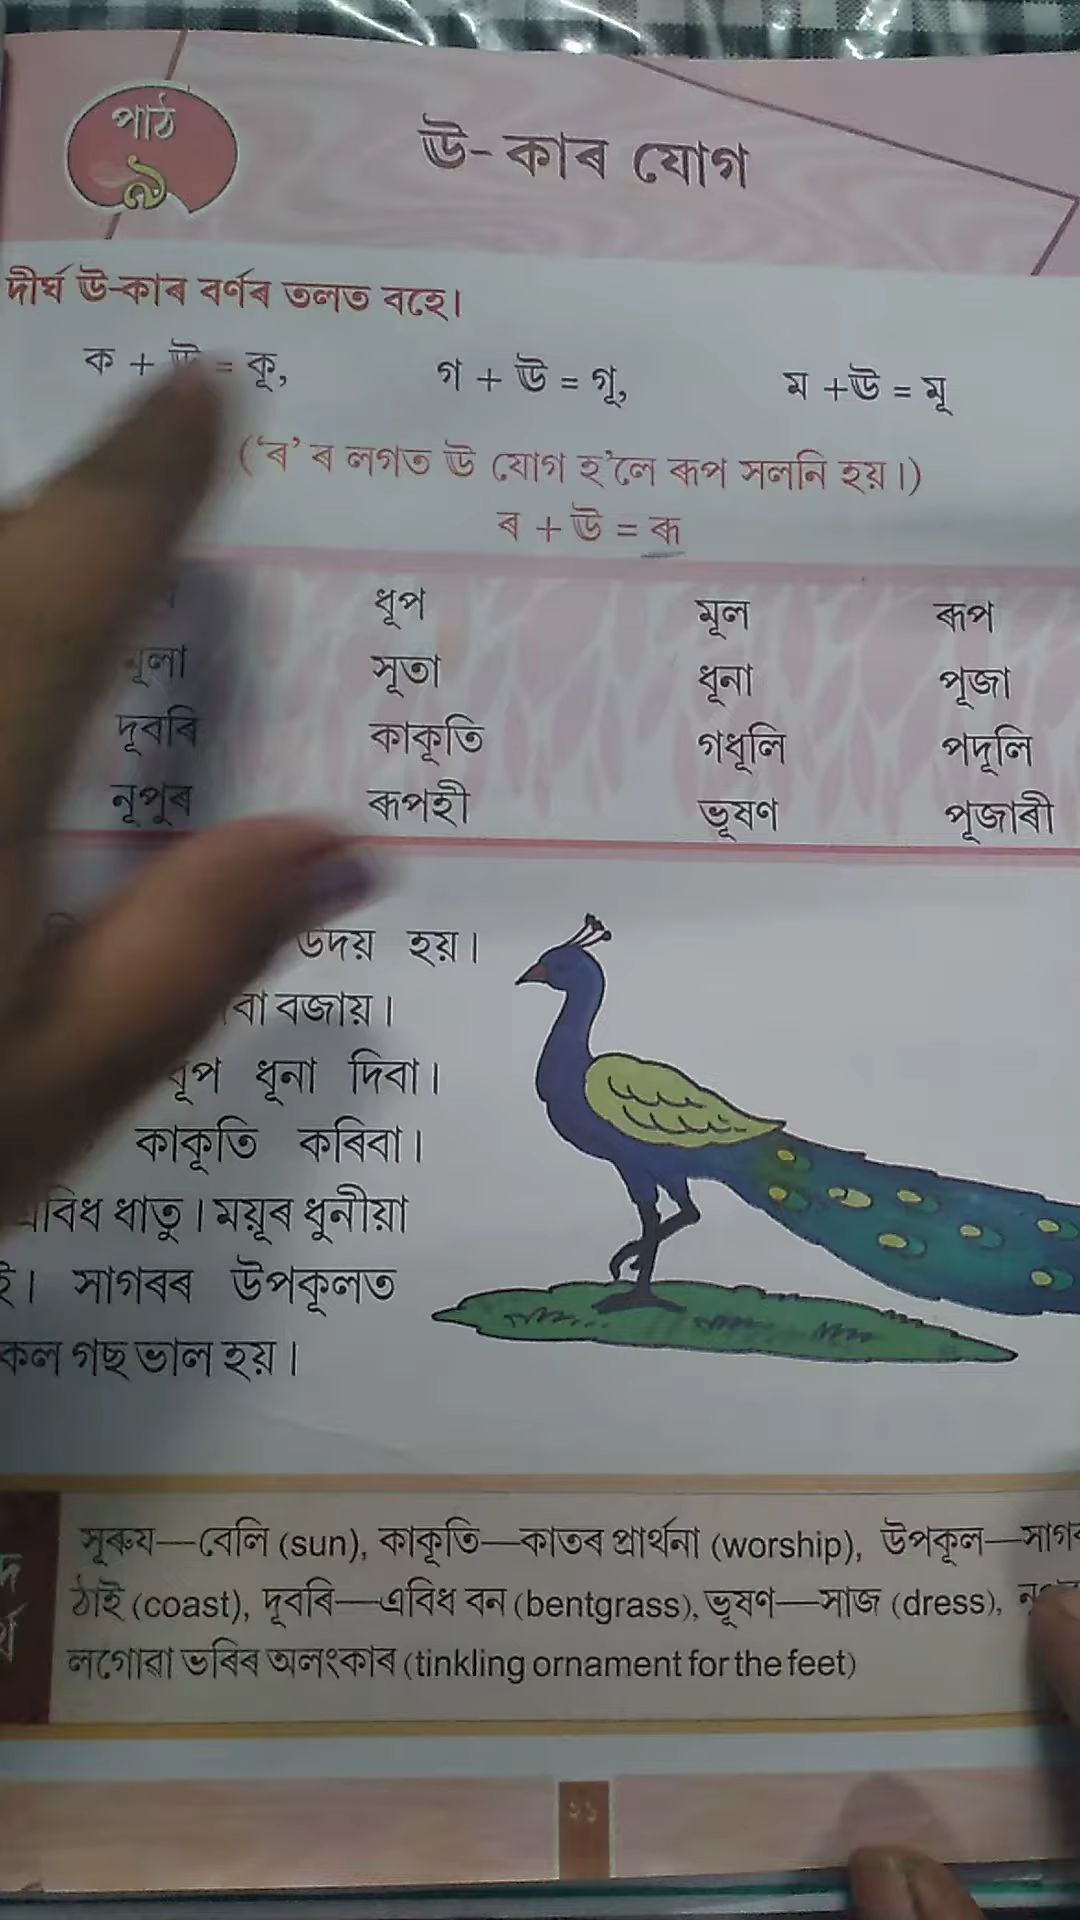 পাঠ
৯
ঊ-কাৰ যোগ
দীৰ্ঘ ঊ-কাৰ বৰ্ণৰ তলত বহে।
ক + ঊ = কূ, গ + ঊ = গূ, ম +ঊ = মূ
(‘ৰ’ ৰ লগত ঊ যোগ হ’লে ৰূপ সলনি হয়।)
ৰ + ঊ = ৰূ
ধূপ মূল ৰূপ
সূতা ধূনা পূজা
দূবৰি কাকূতি গধূলি পদূলি
নূপুৰ ৰূপহী ভূষণ পূজাৰী
উদয় হয়।
বজায়।
ধূনা দিবা।
কাকূতি কৰিবা।
ধাতু। ময়ূৰ ধুনীয়া
সাগৰৰ উপকূলত
গছ ভাল হয়।
সূৰুয—বেলি (sun), কাকূতি—কাতৰ প্ৰাৰ্থনা (worship), উপকূল—
ঠাই (coast), দূবৰি—এবিধ বন (bentgrass), ভূষণ—সাজ (dress),
লগোৱা ভৰিৰ অলংকাৰ (tinkling ornament for the feet)